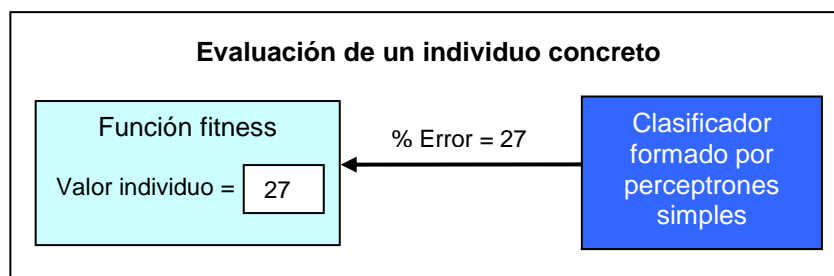 Evaluación de un individuo concreto
Función fitness
Valor individuo = 27
% Error = 27
Clasificador
formado por
perceptrones
simples